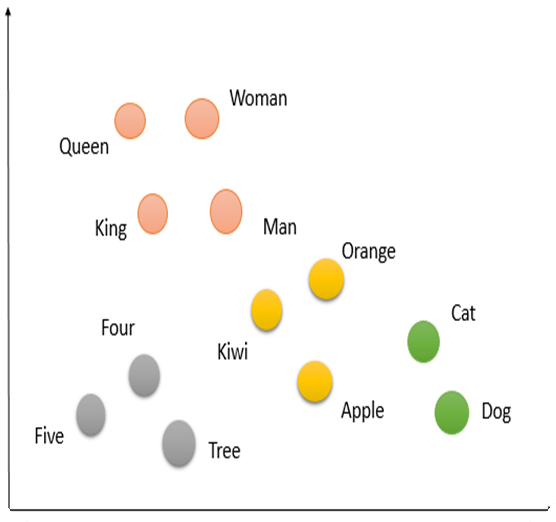 Woman
Queen
King
Man
Orange
Cat
Four
Kiwi
Apple
Dog
Five
Tree